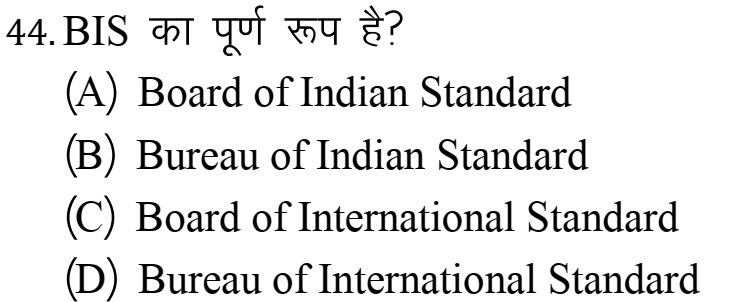 44. BIS का पूर्ण रूप है?
(A) Board of Indian Standard
(B) Bureau of Indian Standard
(C) Board of International Standard
(D) Bureau of International Standard